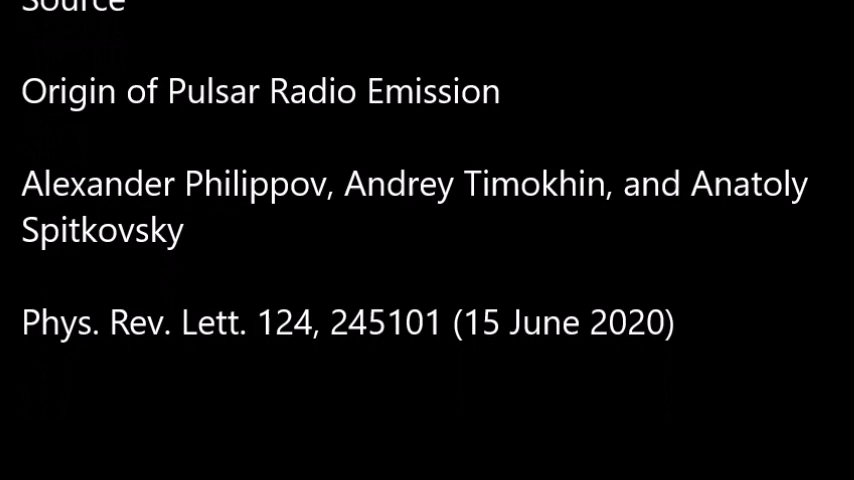 Source
Origin of Pulsar Radio Emission
Alexander Philippov, Andrey Timokhin, and Anatoly
Spitkovsky
Phys. Rev. Lett. 124, 245101 (15 June 2020)